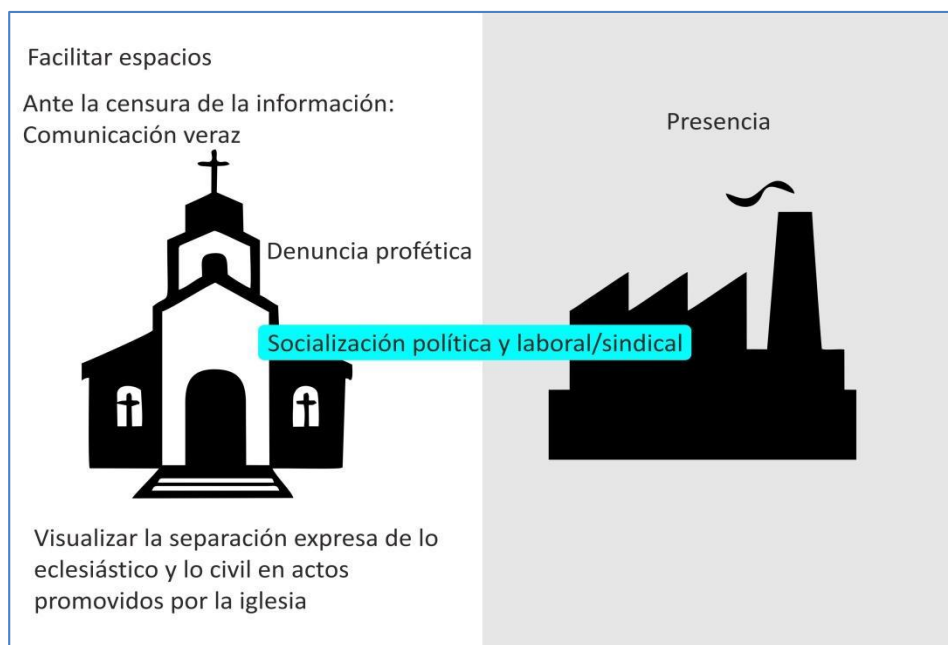 Facilitar espacios
Ante la censura de la información:
Comunicación veraz
Presencia
Denuncia profética
Socialización política y laboral/sindical
Visualizar la separación expresa de lo
eclesiástico y lo civil en actos
promovidos por la iglesia